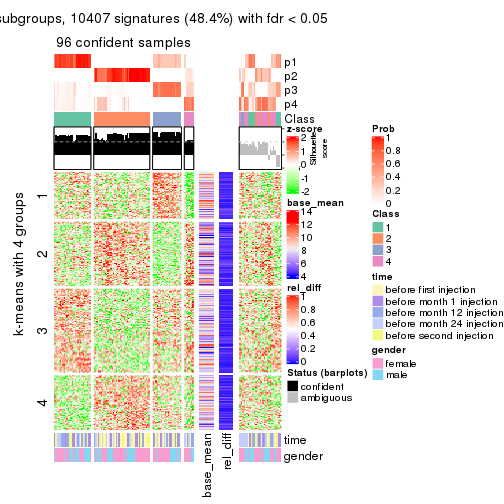 subgroups, 10407 signatures (48.4%) with fdr < 0.05
96 confident samples
p1
p2
p3
p4
Class
Silhouette
score
1
2
3
4
k-means with 4 groups
time
gender
base_mean
rel_diff
z-score
2
1
0
-1
-2
base_mean
14
12
10
8
6
4
rel_diff
1
0.8
0.6
0.4
0.2
0
Status (barplots)
confident
ambiguous
Prob
1
0.8
0.6
0.4
0.2
0
Class
1
2
3
4
time
before first injection
before month 1 injection
before month 12 injection
before month 24 injection
before second injection
gender
female
male